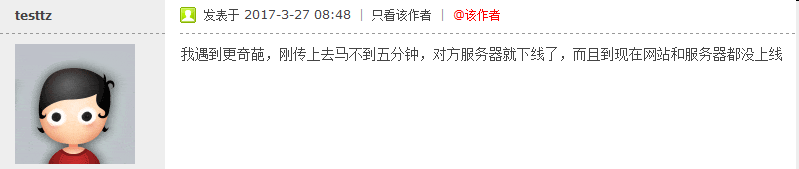 testtz
发表于 2017-3-27 08:48 | 只看该作者 | @该作者
我遇到更奇葩，刚传上去马不到五分钟，对方服务器就下线了，而且到现在网站和服务器都没上线